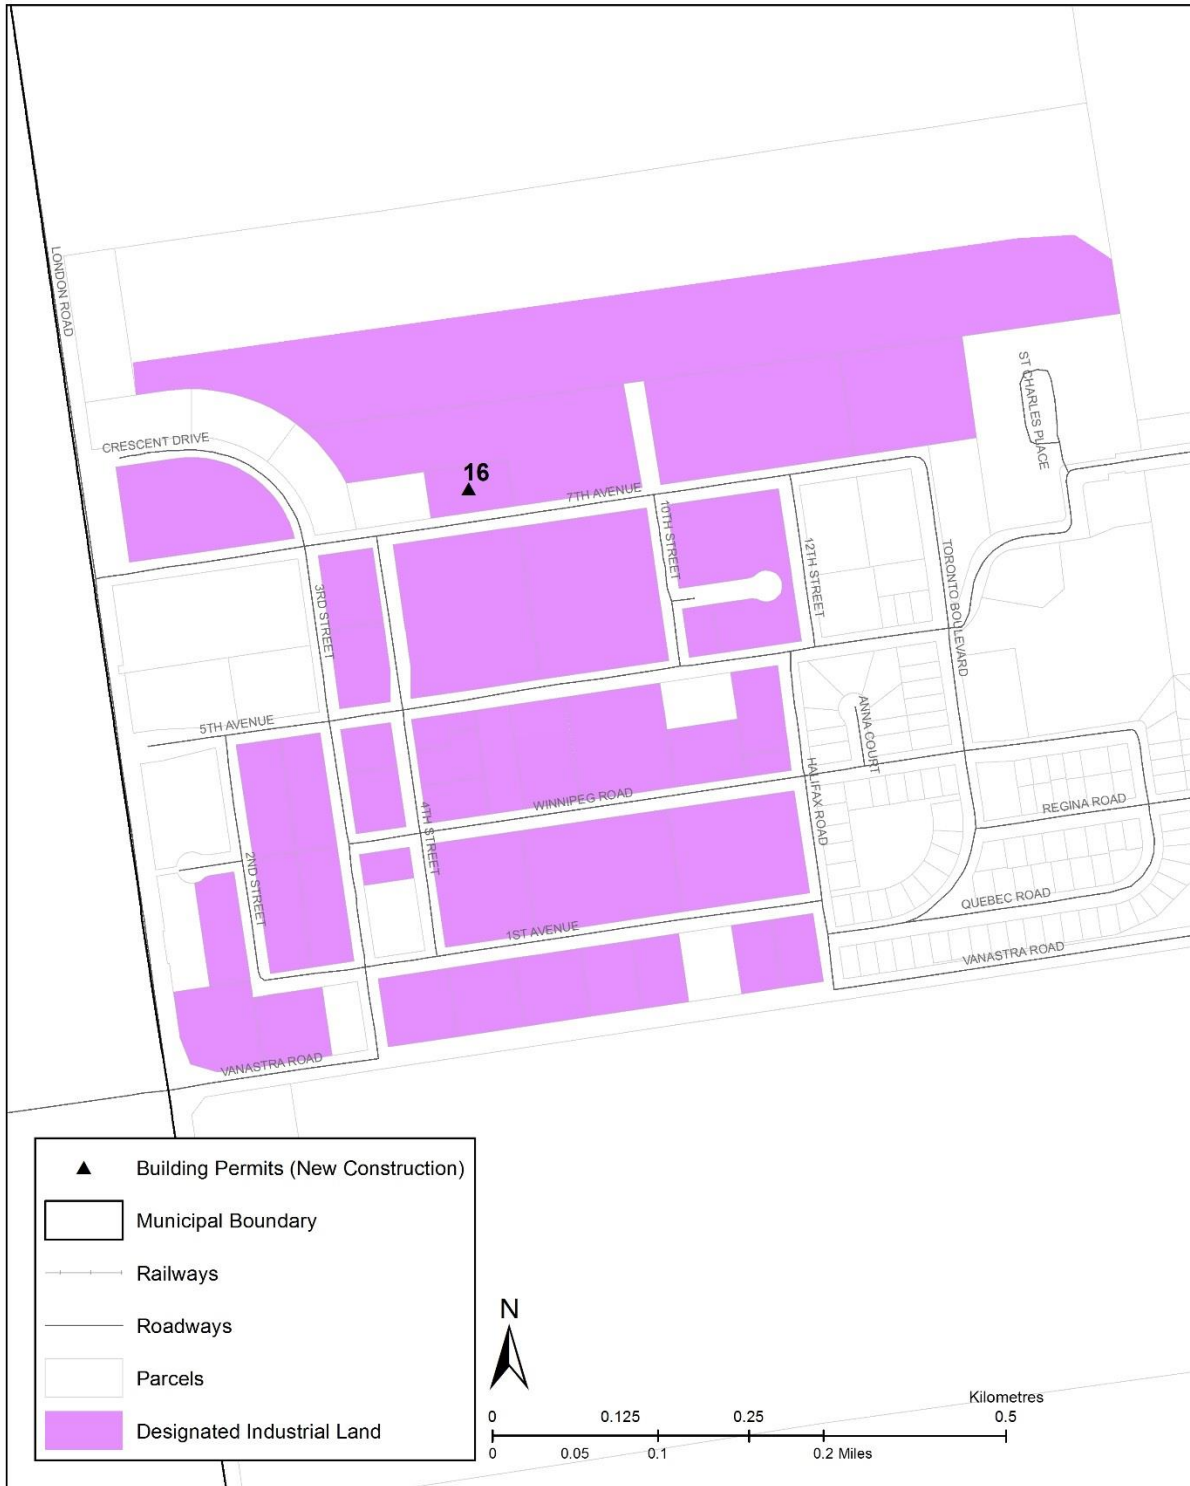 LONDON ROAD
ST CHARLES PLACE
CRESCENT DRIVE
16
7TH AVENUE
10TH STREET
12TH STREET
TORONTO BOULEVARD
3RD STREET
ANNA COURT
5TH AVENUE
HALIFAX ROAD
WINNIPEG ROAD
4TH STREET
REGINA ROAD
2ND STREET
QUEBEC ROAD
1ST AVENUE
VANASTRA ROAD
VANASTRA ROAD
Building Permits (New Construction)
Municipal Boundary
Railways
Roadways
Parcels
Designated Industrial Land
N
Kilometres
0 0.125 0.25 0.5
0 0.05 0.1 0.2 Miles